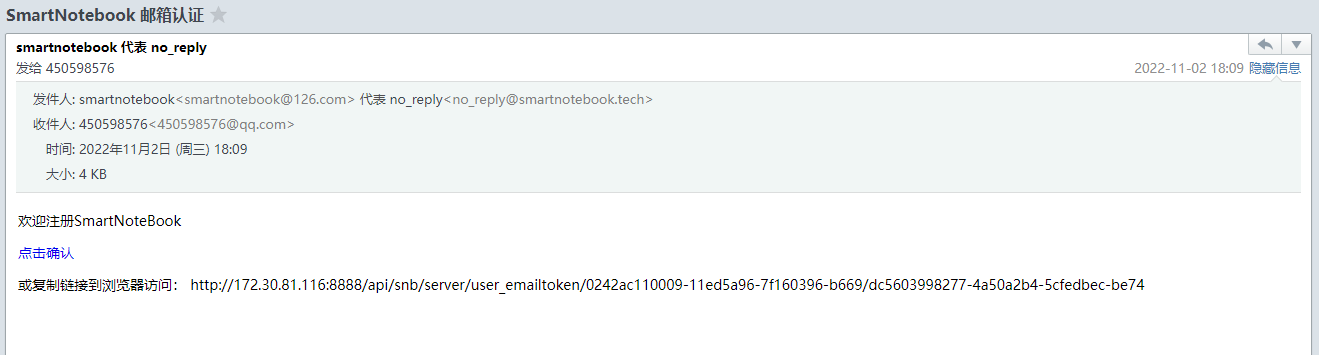 SmartNotebook 邮箱认证
smartnotebook 代表 no_reply
发给 450598576
2022-11-02 18:09 隐藏信息
发件人: smartnotebook<smartnotebook@126.com> 代表 no_reply<no_reply@smartnotebook.tech>
收件人: 450598576<450598576@qq.com>
时间: 2022年11月2日 (周三) 18:09
大小: 4 KB
欢迎注册SmartNoteBook
点击确认
或复制链接到浏览器访问： http://172.30.81.116:8888/api/snb/server/user_emailtoken/0242ac110009-11ed5a96-7f160396-b669/dc5603998277-4a50a2b4-5cfedbec-be74